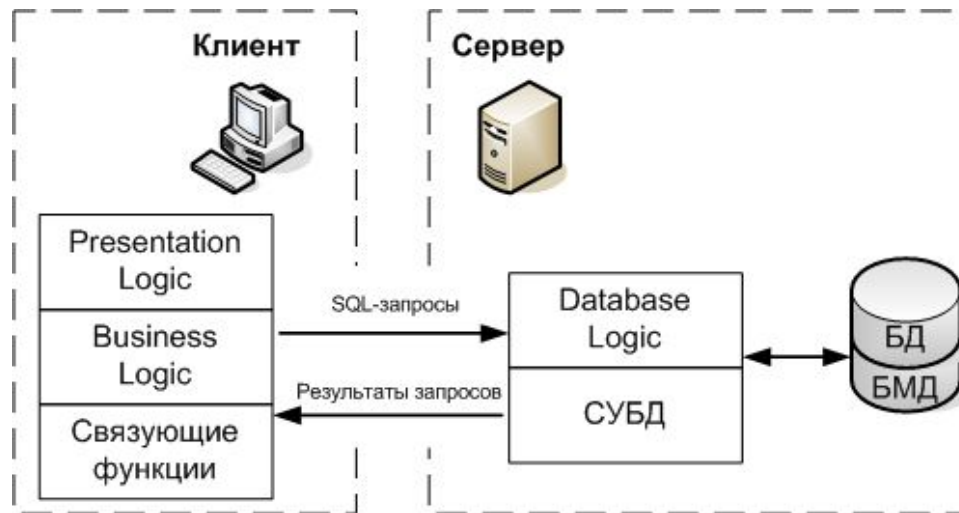 Клиент
Сервер
Presentation
Logic
Business
Logic
Связующие
функции
SQL-запросы
Результаты запросов
Database
Logic
СУБД
БД
БМД